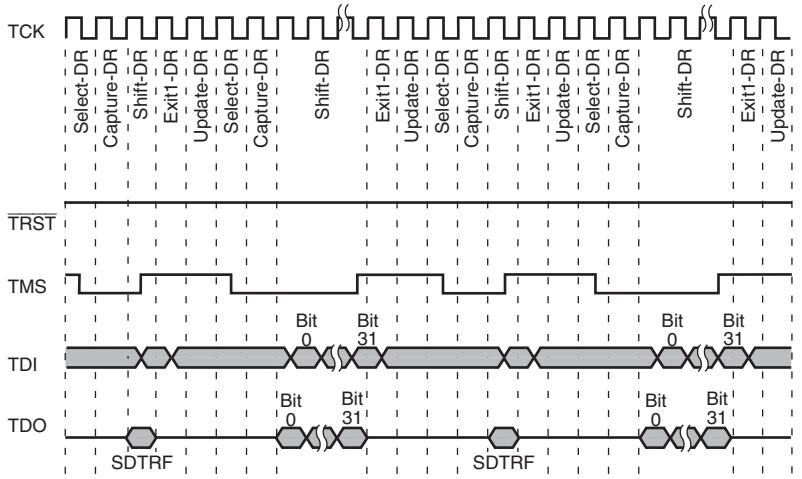 TCK
Select-DR
Capture-DR
Shift-DR
Exit1-DR
Update-DR
Select-DR
Capture-DR
Shift-DR
Exit1-DR
Update-DR
Select-DR
Capture-DR
Shift-DR
Exit1-DR
Update-DR
Select-DR
Capture-DR
Shift-DR
Exit1-DR
Update-DR
TRST
TMS
TDI
Bit
0
Bit
31
Bit
0
Bit
31
TDO
SDTRF
Bit
0
Bit
31
SDTRF
Bit
0
Bit
31